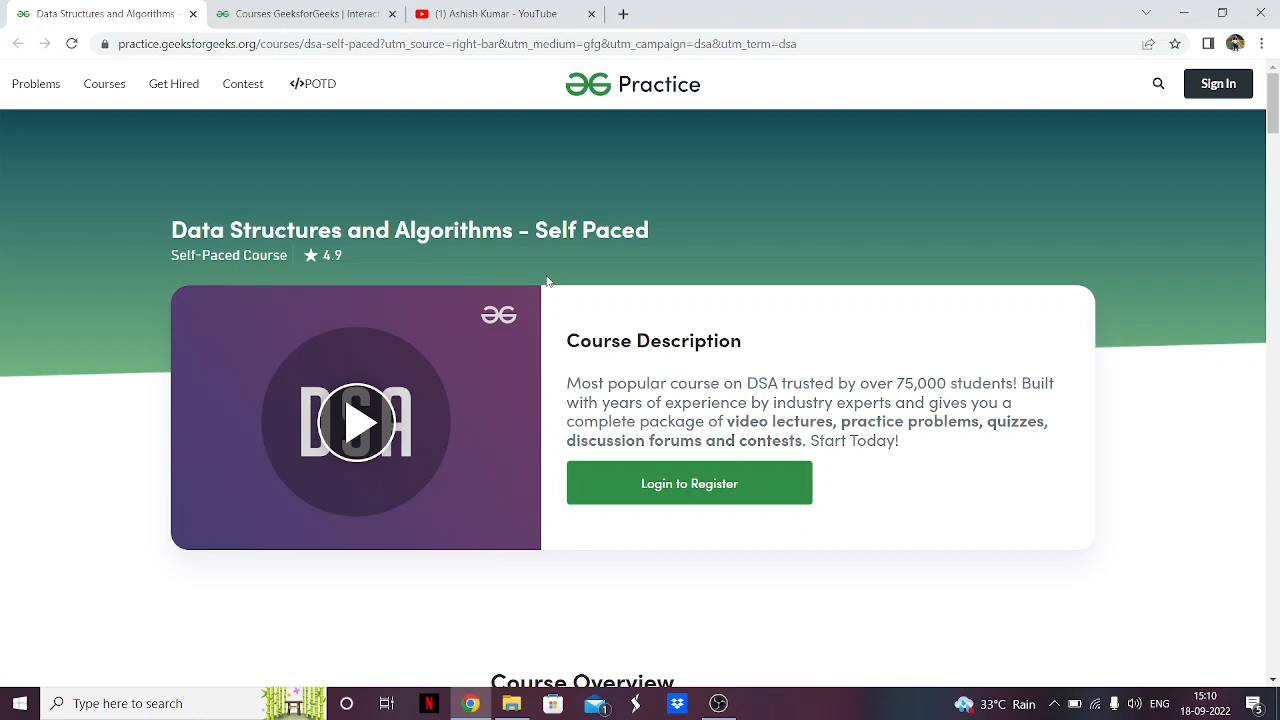 Data Structures and Algorithms -
Courses GeeksforGeeks | Interact
(1) Ashish Kumar - YouTube
practice.geeksforgeeks.org/courses/dsa-self-paced?utm_source=right-bar&utm_medium=gfg&utm_campaign=dsa&utm_term=dsa
Problems Courses Get Hired Contest </>POTD
Practice
Sign In
Data Structures and Algorithms - Self Paced
Self-Paced Course ★ 4.9
DSA
Course Description
Most popular course on DSA trusted by over 75,000 students! Built
with years of experience by industry experts and gives you a
complete package of video lectures, practice problems, quizzes,
discussion forums and contests. Start Today!
Login to Register
Course Overview
Type here to search
N
33°C Rain
ENG
15:10
18-09-2022